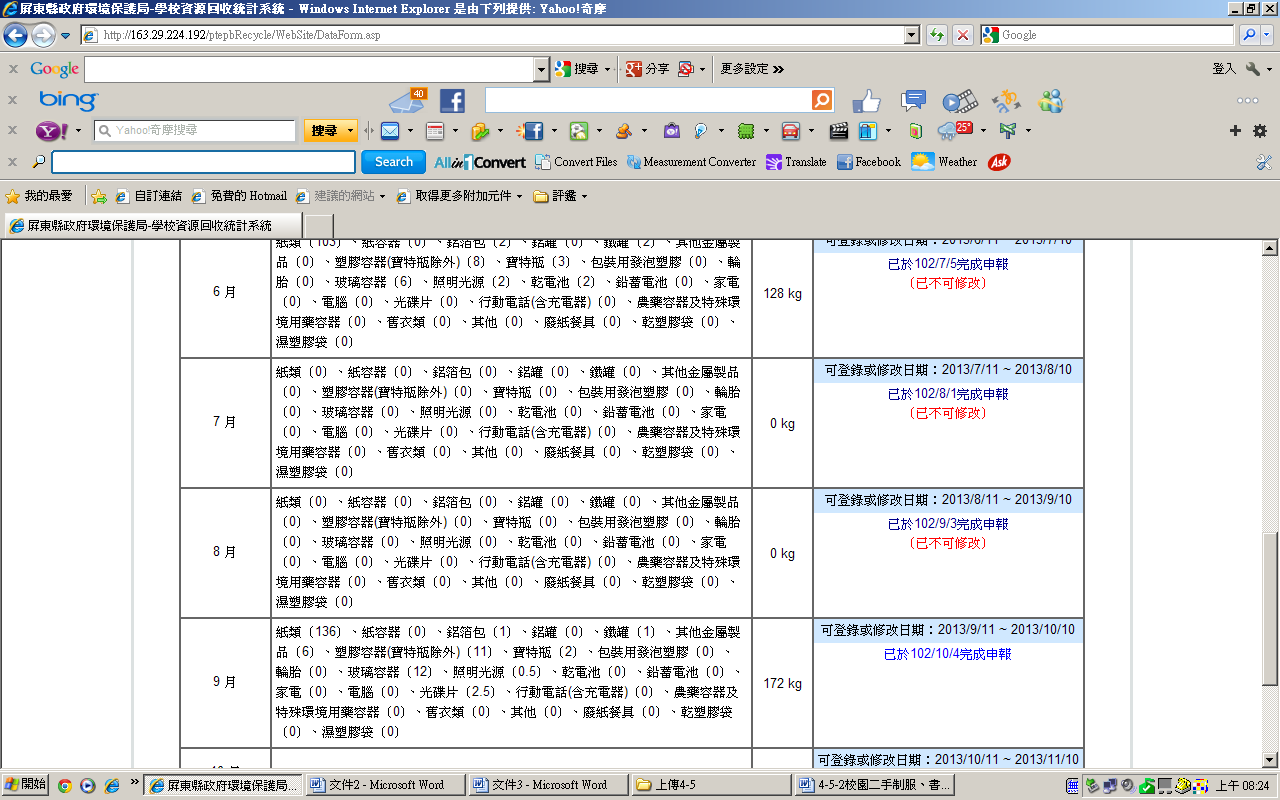 屏東縣政府環境保護局-學校資源回收統計系統 - Windows Internet Explorer 是由下列提供: Yahoo!奇摩
http://163.29.224.192/ptepbRecycle/WebSite/DataForm.asp
Google
Google
搜尋
分享
更多設定
登入
bing
40
Y!
Yahoo!奇摩搜尋
搜尋
25°
Search
All in 1 Convert
Convert Files
Measurement Converter
Translate
Facebook
Weather
Ask
我的最愛
自訂連結
免費的 Hotmail
建議的網站
取得更多附加元件
評鑑
屏東縣政府環境保護局-學校資源回收統計系統
6 月
紙類（103）、紙容器（0）、鋁箔包（2）、鋁罐（0）、鐵罐（2）、其他金屬製
品（0）、塑膠容器(寶特瓶除外)（8）、寶特瓶（3）、包裝用發泡塑膠（0）、輪
胎（0）、玻璃容器（6）、照明光源（2）、乾電池（2）、鉛蓄電池（0）、家電
（0）、電腦（0）、光碟片（0）、行動電話(含充電器)（0）、農藥容器及特殊環
境用藥容器（0）、舊衣類（0）、其他（0）、廢紙餐具（0）、乾塑膠袋（0）、
濕塑膠袋（0）
128 kg
可登錄或修改日期：2013/6/11 ~ 2013/7/10
已於102/7/5完成申報
（已不可修改）
7 月
紙類（0）、紙容器（0）、鋁箔包（0）、鋁罐（0）、鐵罐（0）、其他金屬製品
（0）、塑膠容器(寶特瓶除外)（0）、寶特瓶（0）、包裝用發泡塑膠（0）、輪胎
（0）、玻璃容器（0）、照明光源（0）、乾電池（0）、鉛蓄電池（0）、家電
（0）、電腦（0）、光碟片（0）、行動電話(含充電器)（0）、農藥容器及特殊環
境用藥容器（0）、舊衣類（0）、其他（0）、廢紙餐具（0）、乾塑膠袋（0）、
濕塑膠袋（0）
0 kg
可登錄或修改日期：2013/7/11 ~ 2013/8/10
已於102/8/1完成申報
（已不可修改）
8 月
紙類（0）、紙容器（0）、鋁箔包（0）、鋁罐（0）、鐵罐（0）、其他金屬製品
（0）、塑膠容器(寶特瓶除外)（0）、寶特瓶（0）、包裝用發泡塑膠（0）、輪胎
（0）、玻璃容器（0）、照明光源（0）、乾電池（0）、鉛蓄電池（0）、家電
（0）、電腦（0）、光碟片（0）、行動電話(含充電器)（0）、農藥容器及特殊環
境用藥容器（0）、舊衣類（0）、其他（0）、廢紙餐具（0）、乾塑膠袋（0）、
濕塑膠袋（0）
0 kg
可登錄或修改日期：2013/8/11 ~ 2013/9/10
已於102/9/3完成申報
（已不可修改）
9 月
紙類（136）、紙容器（0）、鋁箔包（1）、鋁罐（0）、鐵罐（1）、其他金屬製
品（6）、塑膠容器(寶特瓶除外)（11）、寶特瓶（2）、包裝用發泡塑膠（0）、
輪胎（0）、玻璃容器（12）、照明光源（0.5）、乾電池（0）、鉛蓄電池（0）、
家電（0）、電腦（0）、光碟片（2.5）、行動電話(含充電器)（0）、農藥容器及
特殊環境用藥容器（0）、舊衣類（0）、其他（0）、廢紙餐具（0）、乾塑膠袋
（0）、濕塑膠袋（0）
172 kg
可登錄或修改日期：2013/9/11 ~ 2013/10/10
已於102/10/4完成申報
可登錄或修改日期：2013/10/11 ~ 2013/11/10
開始
屏東縣政府環境保護局...
文件2 - Microsoft Word
文件3 - Microsoft Word
上傳4-5
4-5-2校園二手制服、書...
上午 08:24